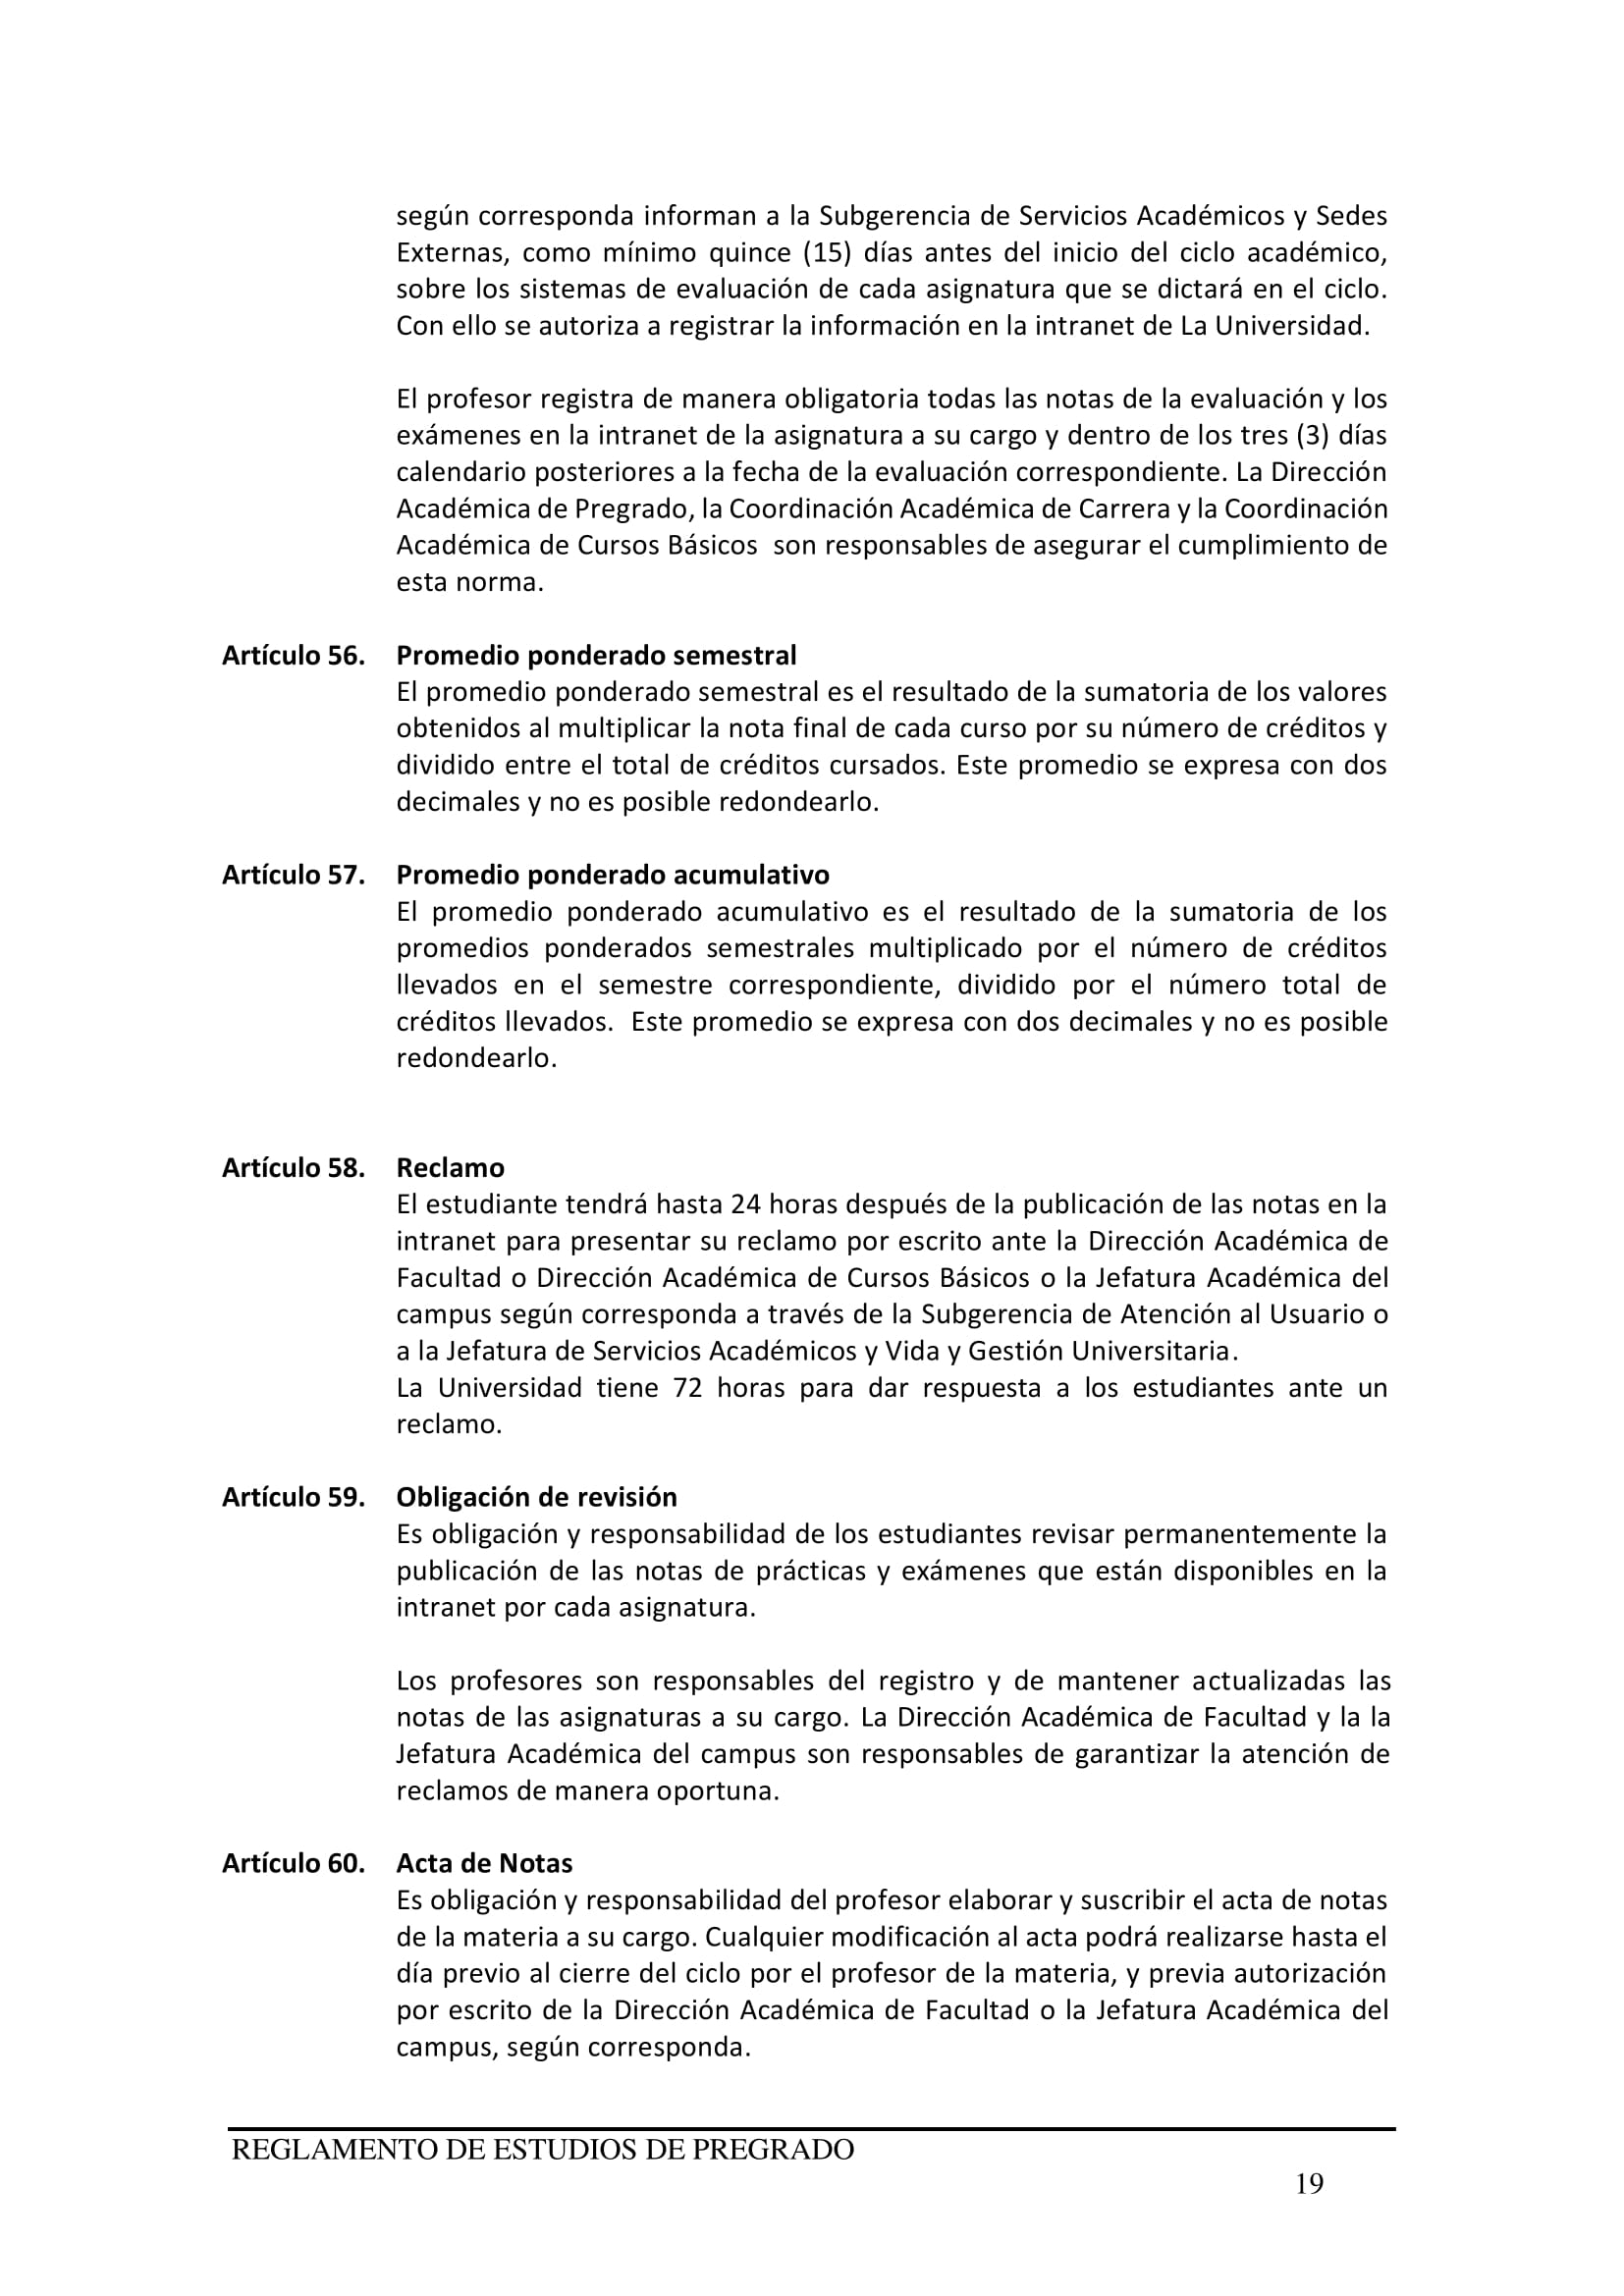 según corresponda informan a la Subgerencia de Servicios Académicos y Sedes
Externas, como mínimo quince (15) días antes del inicio del ciclo académico,
sobre los sistemas de evaluación de cada asignatura que se dictará en el ciclo.
Con ello se autoriza a registrar la información en la intranet de La Universidad.
El profesor registra de manera obligatoria todas las notas de la evaluación y los
exámenes en la intranet de la asignatura a su cargo y dentro de los tres (3) días
calendario posteriores a la fecha de la evaluación correspondiente. La Dirección
Académica de Pregrado, la Coordinación Académica de Carrera y la Coordinación
Académica de Cursos Básicos  son responsables de asegurar el cumplimiento de
esta norma.
Artículo 56. Promedio ponderado semestral
El promedio ponderado semestral es el resultado de la sumatoria de los valores
obtenidos al multiplicar la nota final de cada curso por su número de créditos y
dividido entre el total de créditos cursados. Este promedio se expresa con dos
decimales y no es posible redondearlo.
Artículo 57. Promedio ponderado acumulativo
El promedio ponderado acumulativo es el resultado de la sumatoria de los
promedios ponderados semestrales multiplicado por el número de créditos
llevados en el semestre correspondiente, dividido por el número total de
créditos llevados.  Este promedio se expresa con dos decimales y no es posible
redondearlo.
Artículo 58. Reclamo
El estudiante tendrá hasta 24 horas después de la publicación de las notas en la
intranet para presentar su reclamo por escrito ante la Dirección Académica de
Facultad o Dirección Académica de Cursos Básicos o la Jefatura Académica del
campus según corresponda a través de la Subgerencia de Atención al Usuario o
a la Jefatura de Servicios Académicos y Vida y Gestión Universitaria.
La Universidad tiene 72 horas para dar respuesta a los estudiantes ante un
reclamo.
Artículo 59. Obligación de revisión
Es obligación y responsabilidad de los estudiantes revisar permanentemente la
publicación de las notas de prácticas y exámenes que están disponibles en la
intranet por cada asignatura.
Los profesores son responsables del registro y de mantener actualizadas las
notas de las asignaturas a su cargo. La Dirección Académica de Facultad y la la
Jefatura Académica del campus son responsables de garantizar la atención de
reclamos de manera oportuna.
Artículo 60. Acta de Notas
Es obligación y responsabilidad del profesor elaborar y suscribir el acta de notas
de la materia a su cargo. Cualquier modificación al acta podrá realizarse hasta el
día previo al cierre del ciclo por el profesor de la materia, y previa autorización
por escrito de la Dirección Académica de Facultad o la Jefatura Académica del
campus, según corresponda.
REGLAMENTO DE ESTUDIOS DE PREGRADO
19